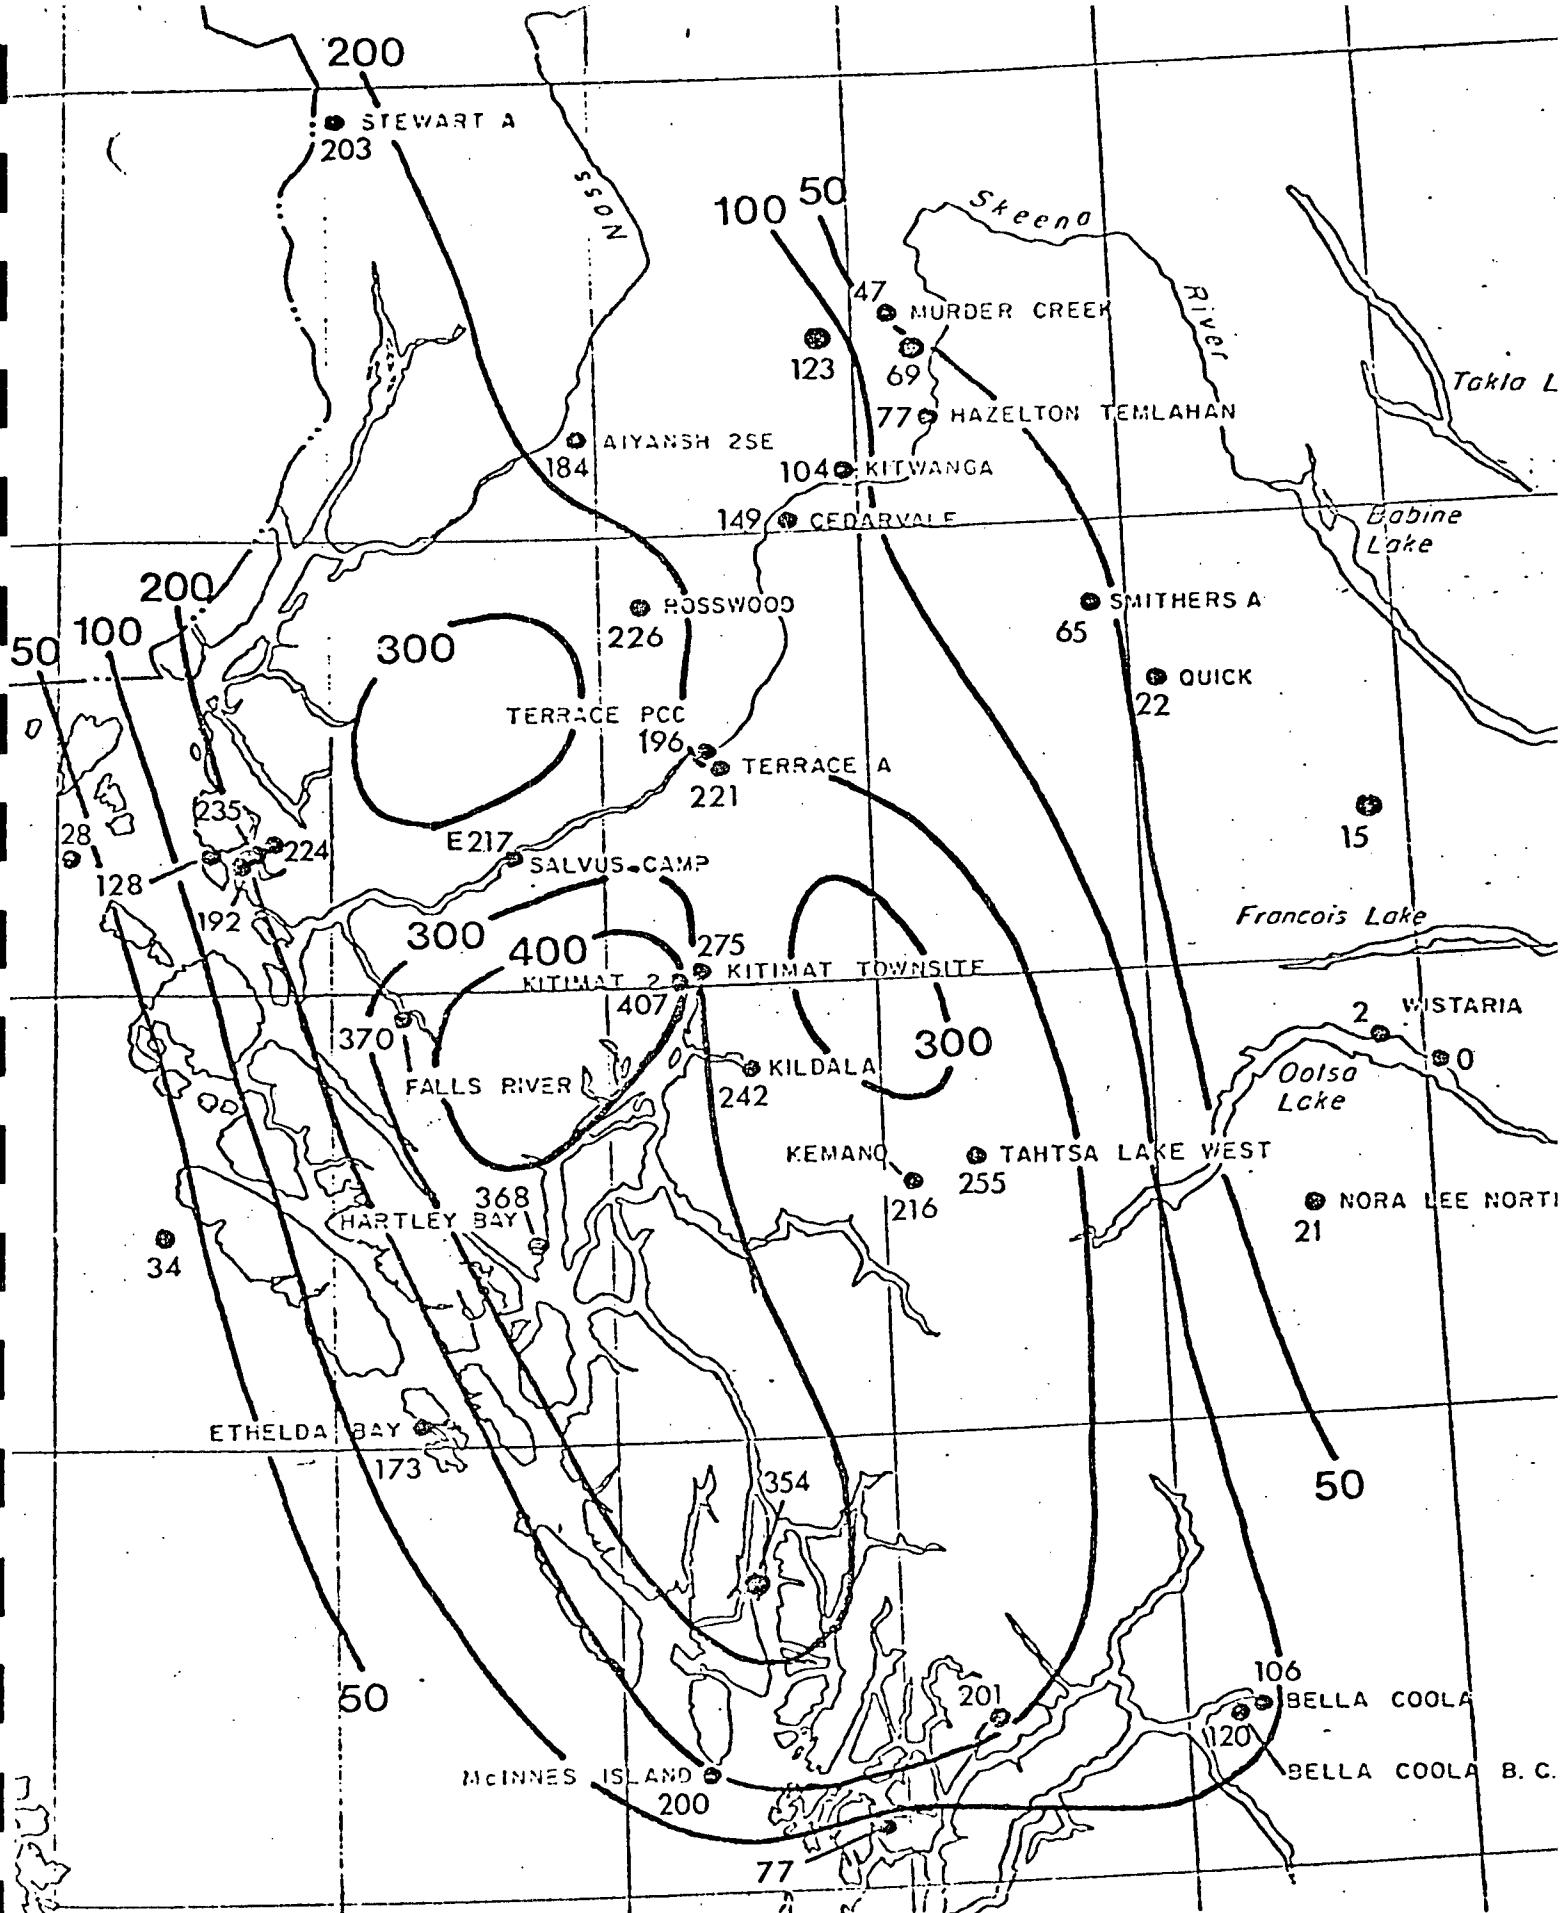 200
STEWART A
203
Noss
100 50
Skeena
River
47
MURDER CREEK
123
69
Takla L
77 HAZELTON TEMLAHAN
AIYANSH 2SE
184
104 KITWANGA
149 CEDARVALE
Babine
Lake
200
50 100
300
ROSSWOOD
226
SMITHERS A
65
QUICK
22
TERRACE PCC
196
TERRACE A
221
235
28
224
E217
SALVUS CAMP
128
192
15
Francois Lake
300
400
275
KITIMAT 2
KITIMAT TOWNSITE
407
370
300
2 WISTARIA
0
Ootsa
Lake
FALLS RIVER
KILDALA
242
KEMANO
TAHTSA LAKE WEST
216
255
368
HARTLEY BAY
NORA LEE NORTH
21
34
ETHELDA BAY
173
354
50
50
201
106
BELLA COOLA
120
BELLA COOLA B. C.
McINNES ISLAND
200
77